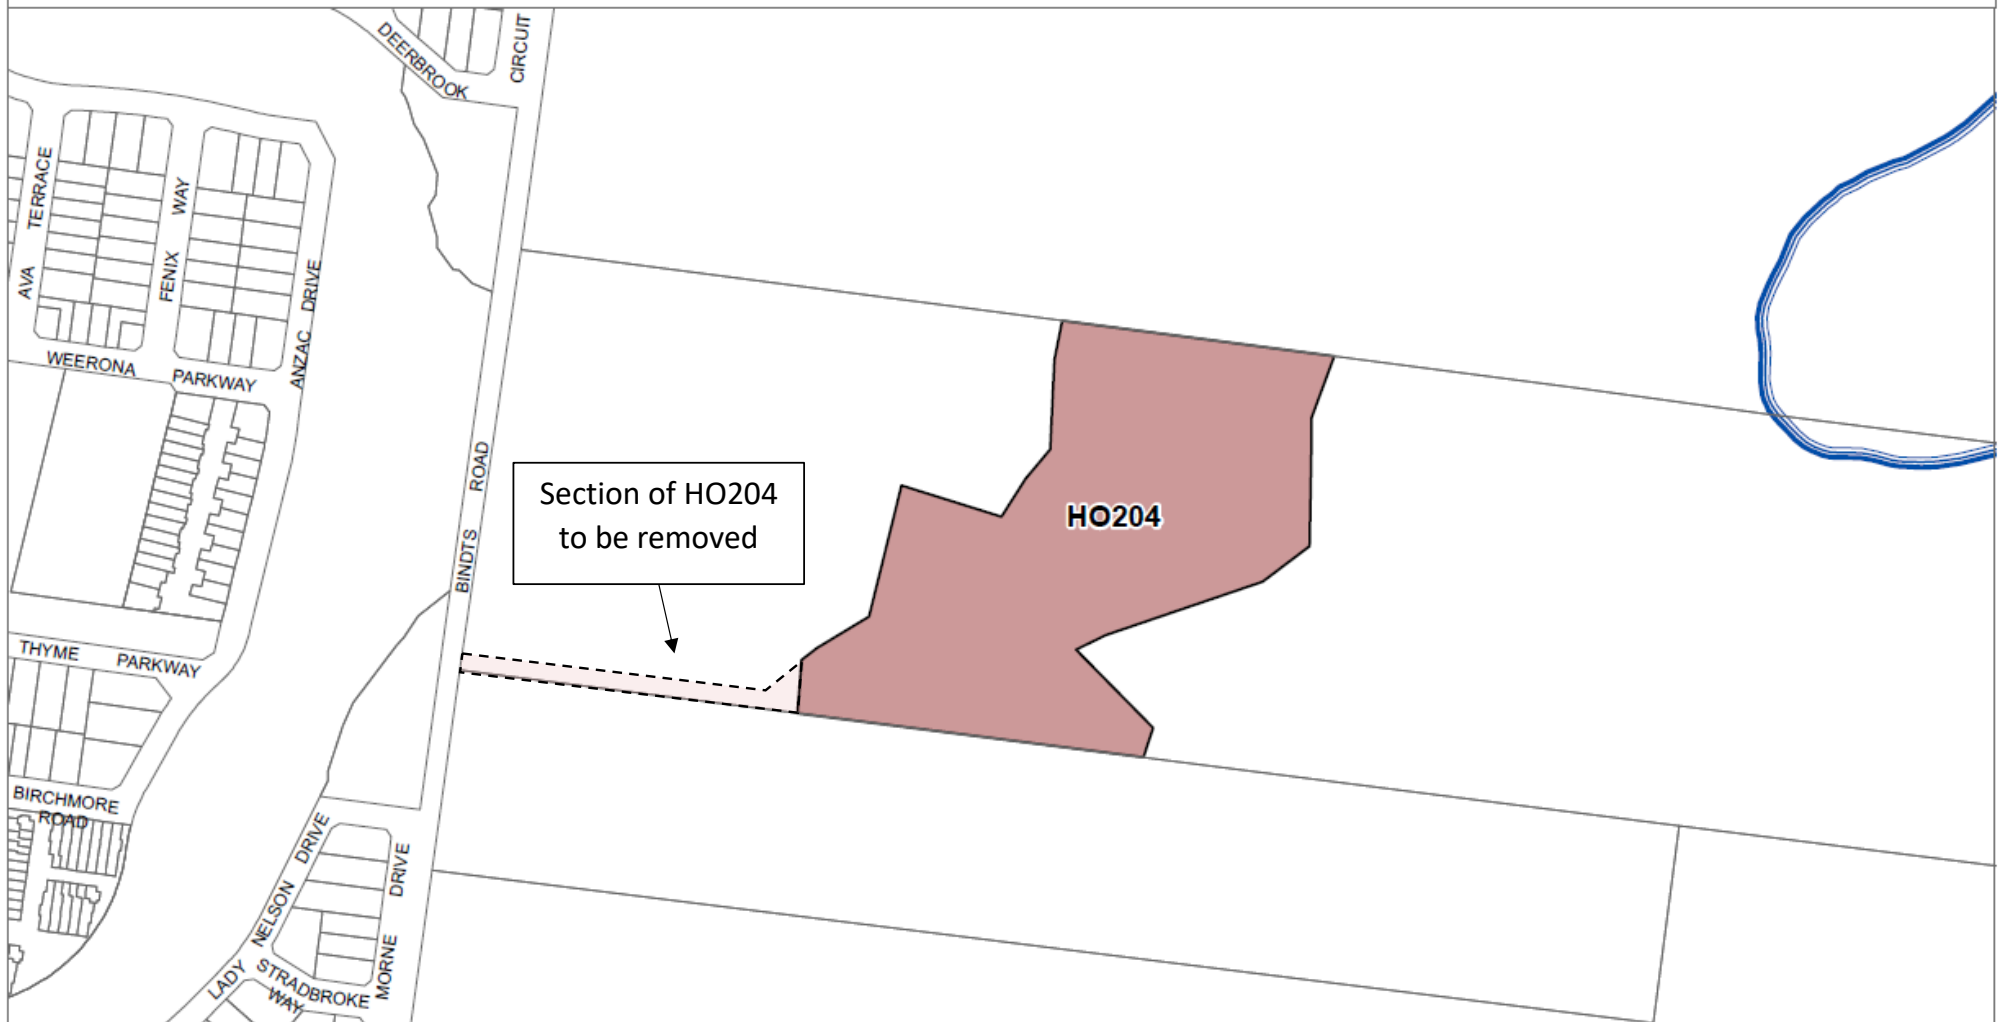 DEERBROOK
CIRCUIT
AVA TERRACE
FENIX WAY
ANZAC DRIVE
WEERONA PARKWAY
BINDTS ROAD
Section of HO204
to be removed
HO204
THYME PARKWAY
BIRCHMORE
ROAD
LADY NELSON DRIVE
MORNE DRIVE
STRADBROKE
WAY